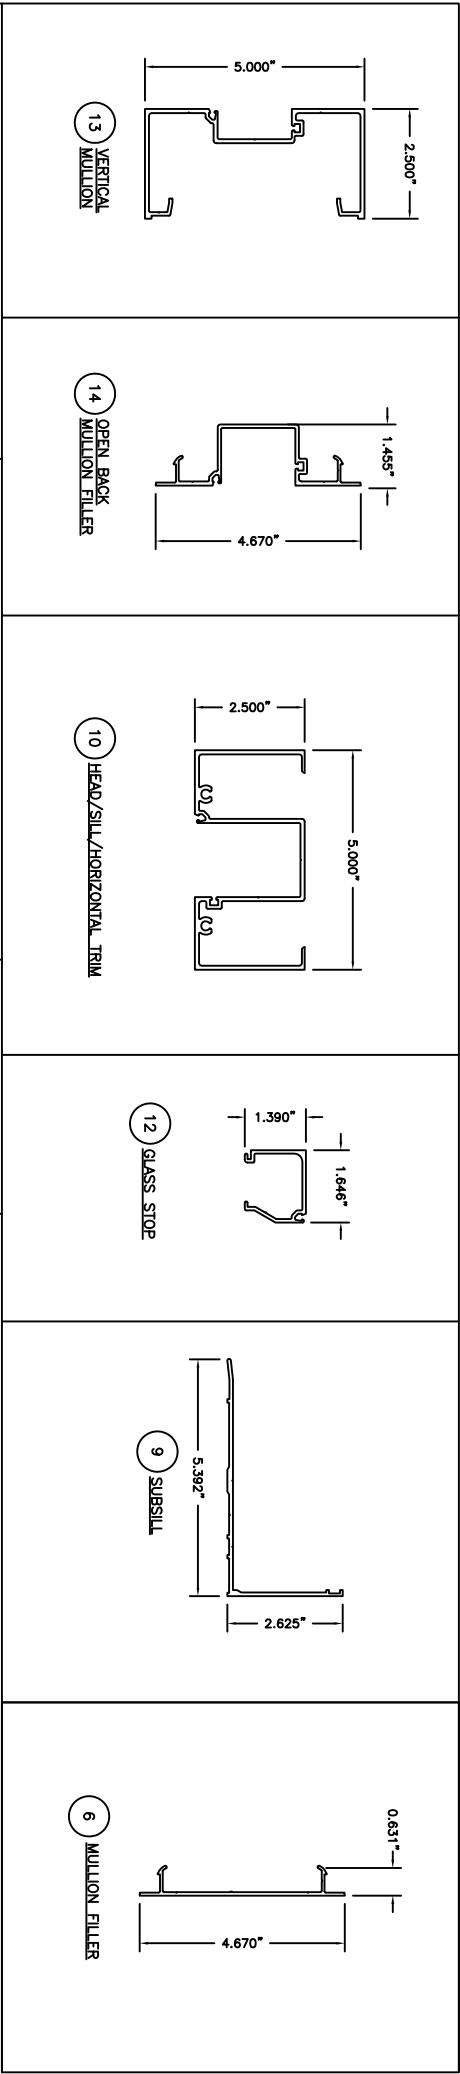 5.000"
2.500"
13
VERTICAL
MULLION
1.455"
4.670"
14
OPEN BACK
MULLION FILLER
2.500"
5.000"
10
HEAD/SILL/HORIZONTAL TRIM
1.390"
1.646"
12
GLASS STOP
5.392"
2.625"
9
SUBSILL
0.631"
4.670"
6
MULLION FILLER